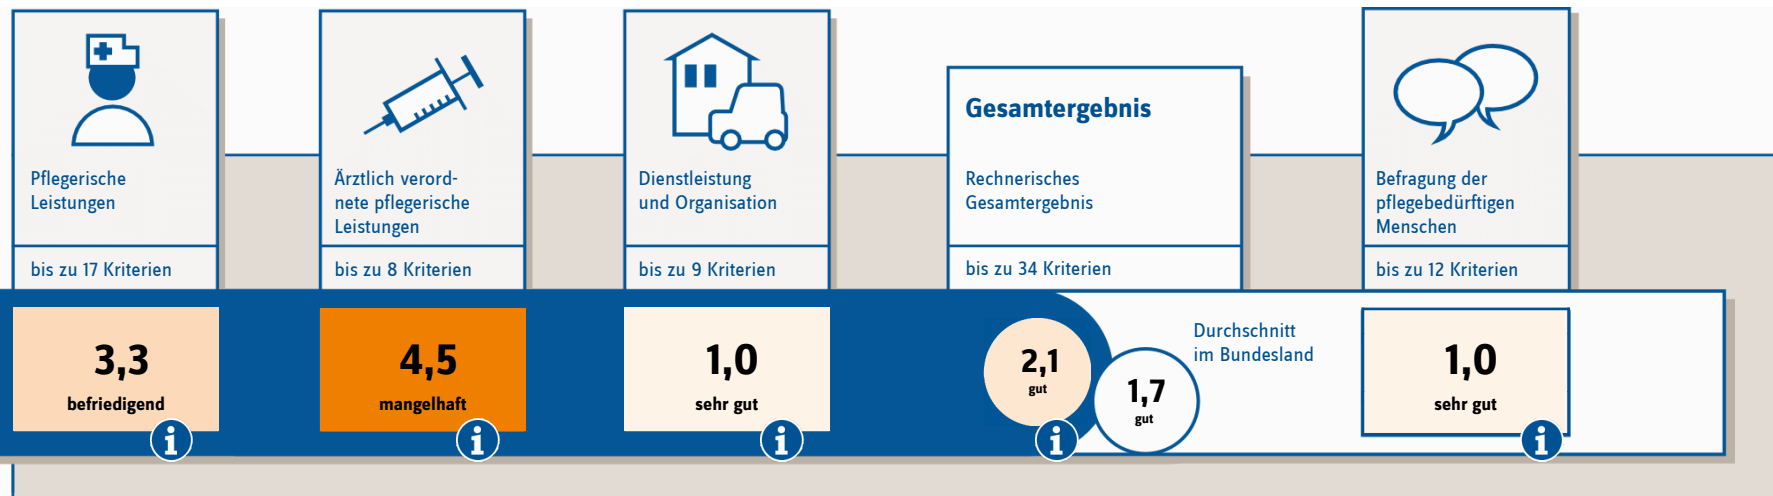 Pflegerische
Leistungen
bis zu 17 Kriterien
3,3
befriedigend
i
Ärztlich verord-
nete pflegerische
Leistungen
bis zu 8 Kriterien
4,5
mangelhaft
i
Dienstleistung
und Organisation
bis zu 9 Kriterien
1,0
sehr gut
i
Gesamtergebnis
Rechnerisches
Gesamtergebnis
bis zu 34 Kriterien
2,1
gut
i
1,7
gut
Durchschnitt
im Bundesland
Befragung der
pflegebedürftigen
Menschen
bis zu 12 Kriterien
1,0
sehr gut
i